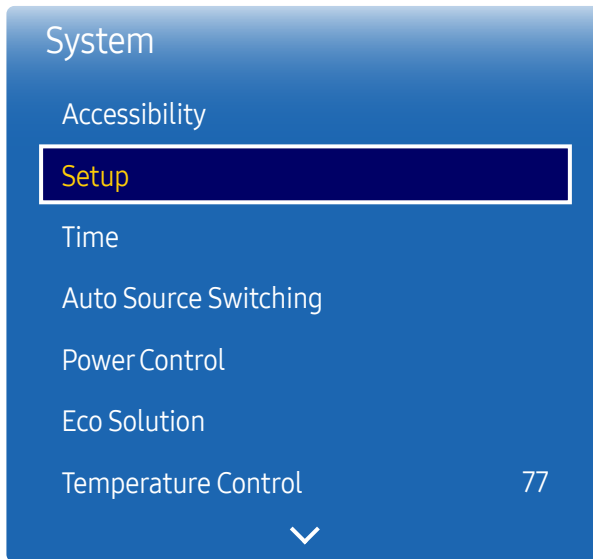 System
Accessibility
Setup
Time
Auto Source Switching
Power Control
Eco Solution
Temperature Control 77